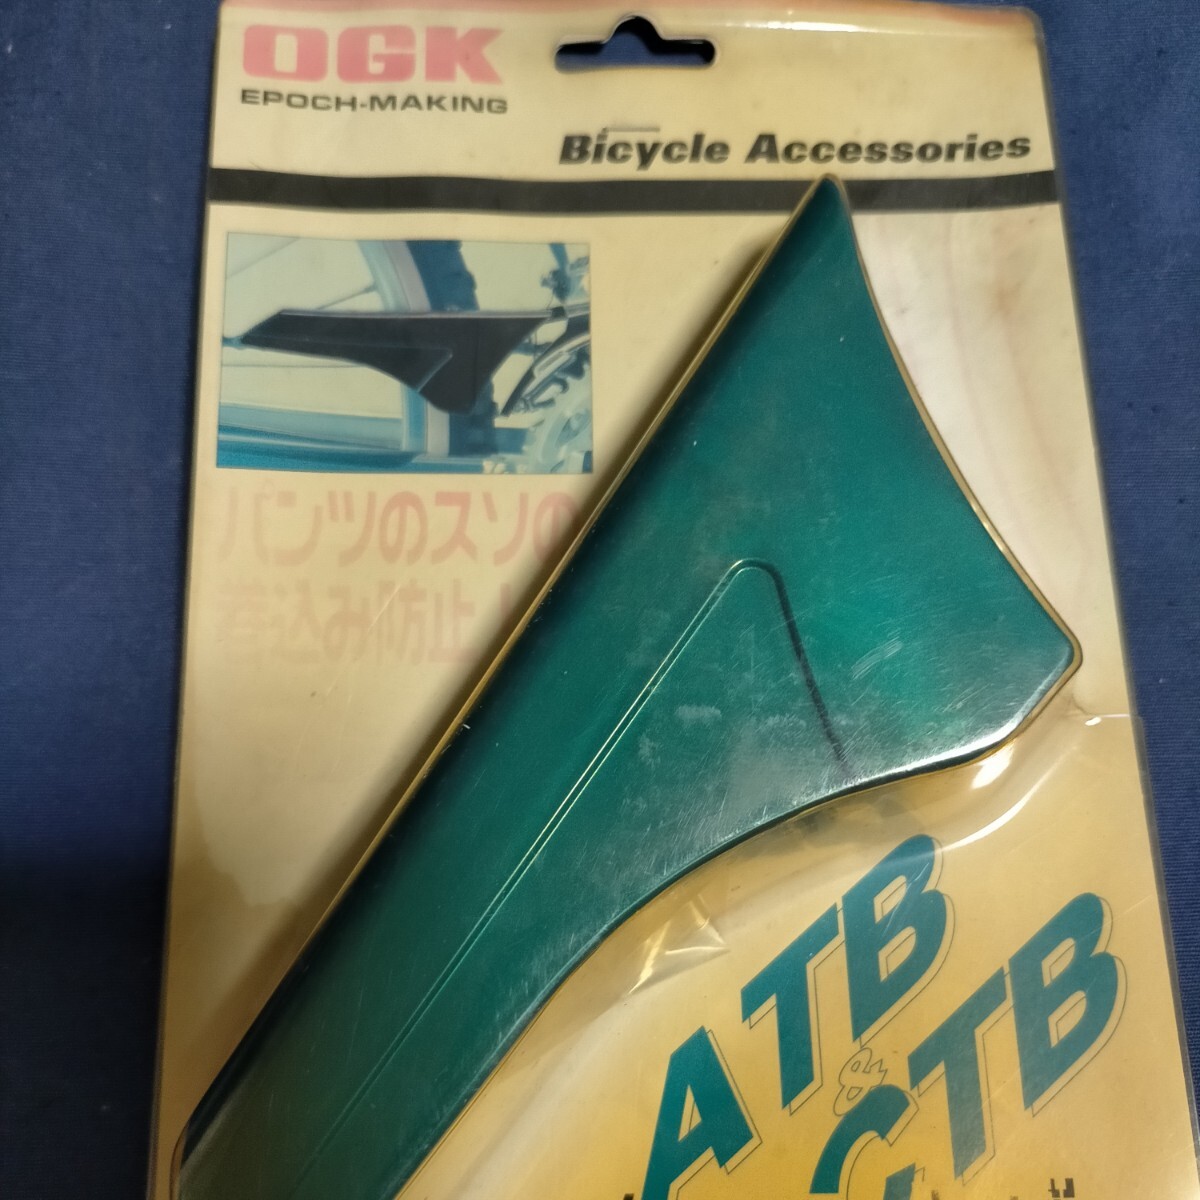 OGK
EPOCH-MAKING
Bicycle Accessories
パンツのスソの
巻込み防止
ATB
&
CTB